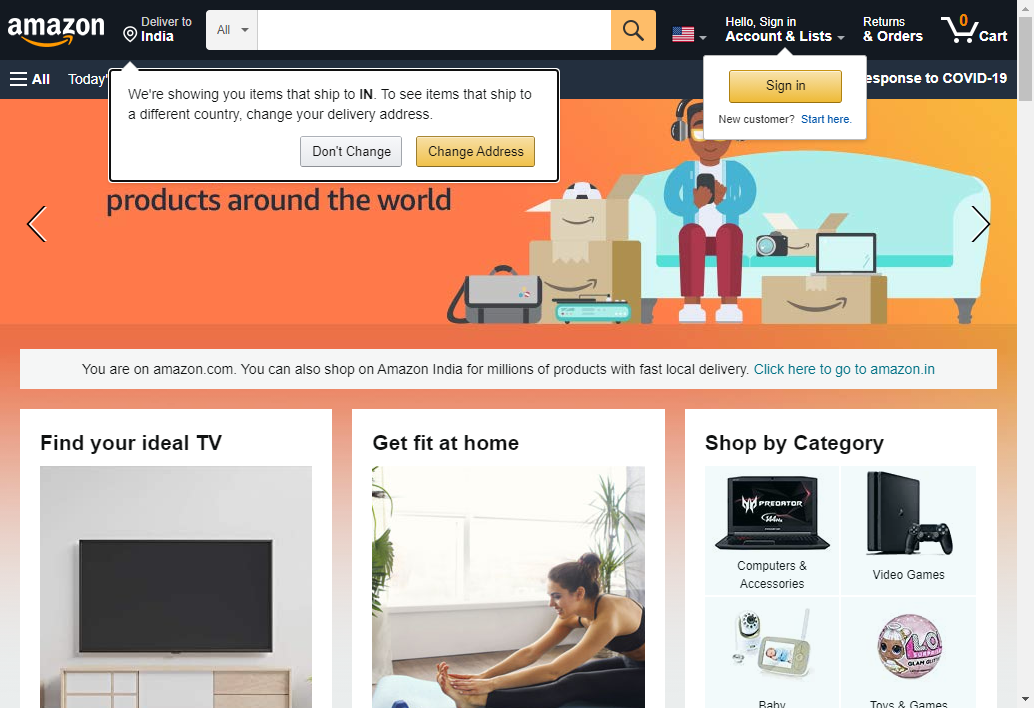 amazon
Deliver to
India
All
Hello, Sign in
Account & Lists
Returns
& Orders
0
Cart
All
Today'
esponse to COVID-19
We're showing you items that ship to IN. To see items that ship to
a different country, change your delivery address.
Don't Change
Change Address
Sign in
New customer? Start here.
products around the world
You are on amazon.com. You can also shop on Amazon India for millions of products with fast local delivery. Click here to go to amazon.in
Find your ideal TV
Get fit at home
Shop by Category
PREDATOR
Computers &
Accessories
Video Games
L.O.L.
SURPRISE
Baby
Toys & Games